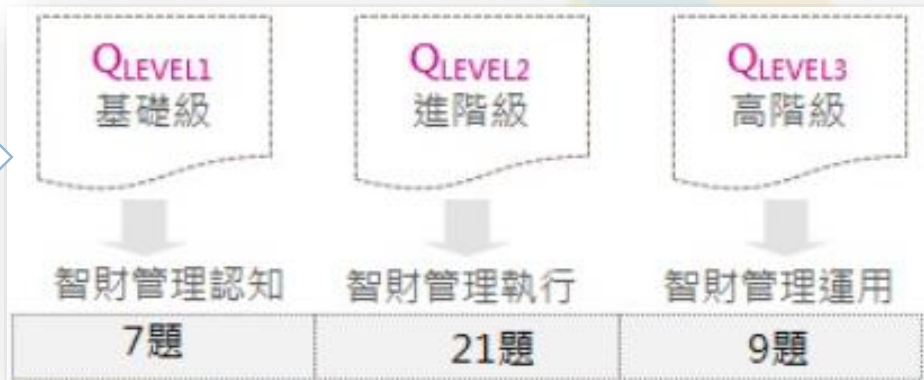 QLEVEL1
基礎級
QLEVEL2
進階級
QLEVEL3
高階級
智財管理認知
智財管理執行
智財管理運用
7題
21題
9題